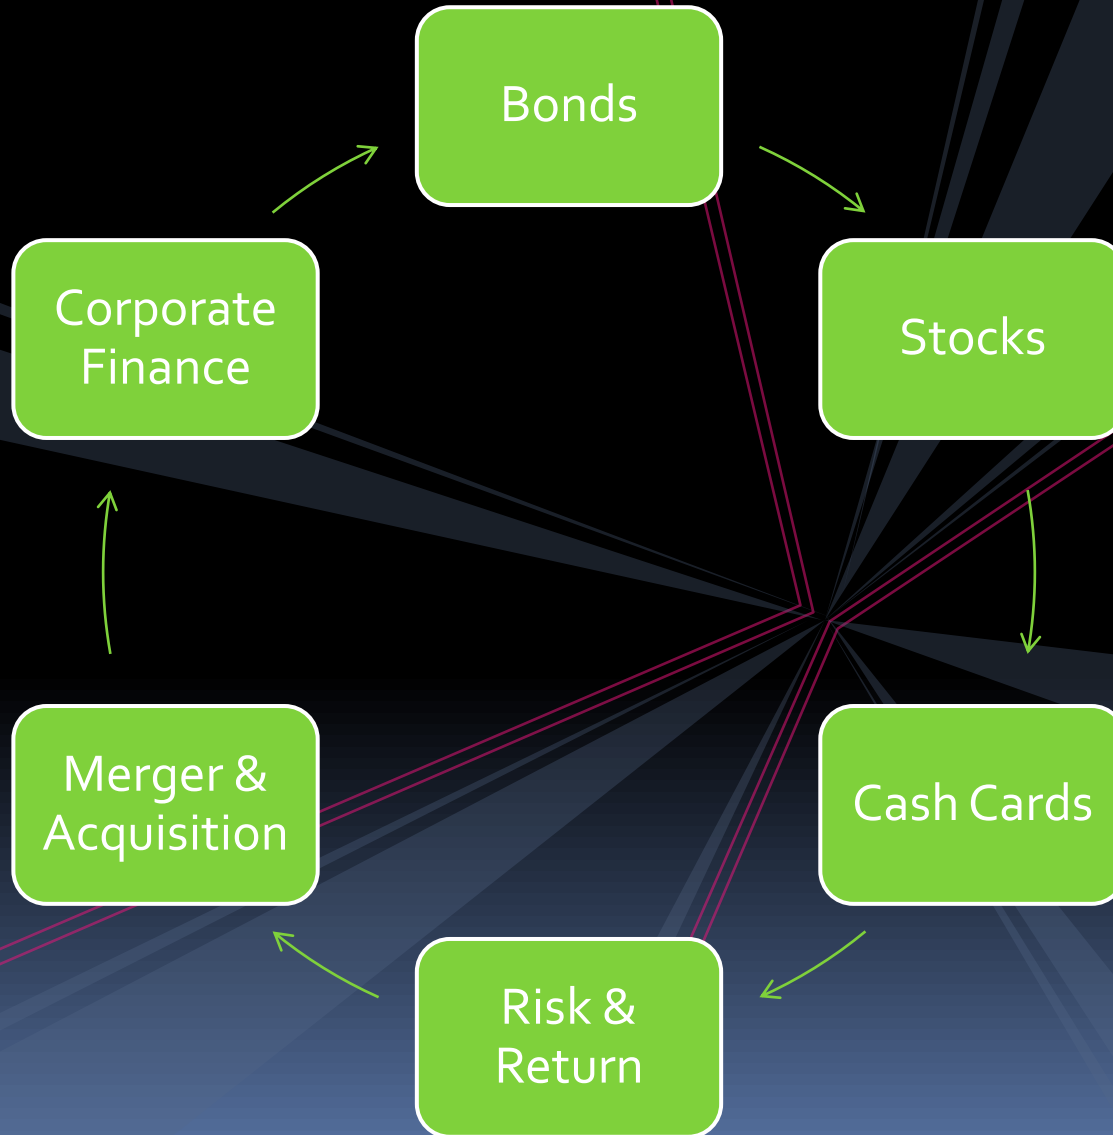 Bonds
Stocks
Cash Cards
Risk &
Return
Merger &
Acquisition
Corporate
Finance